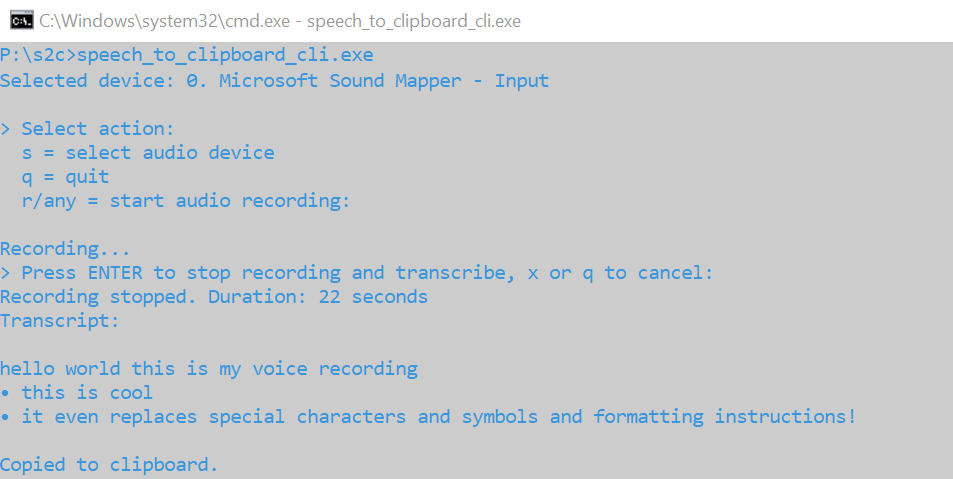 C:\Windows\system32\cmd.exe - speech_to_clipboard_cli.exe
P:\s2c>speech_to_clipboard_cli.exe
Selected device: 0. Microsoft Sound Mapper - Input
> Select action:
  s = select audio device
  q = quit
  r/any = start audio recording:
Recording...
> Press ENTER to stop recording and transcribe, x or q to cancel:
Recording stopped. Duration: 22 seconds
Transcript:
hello world this is my voice recording
• this is cool
• it even replaces special characters and symbols and formatting instructions!
Copied to clipboard.